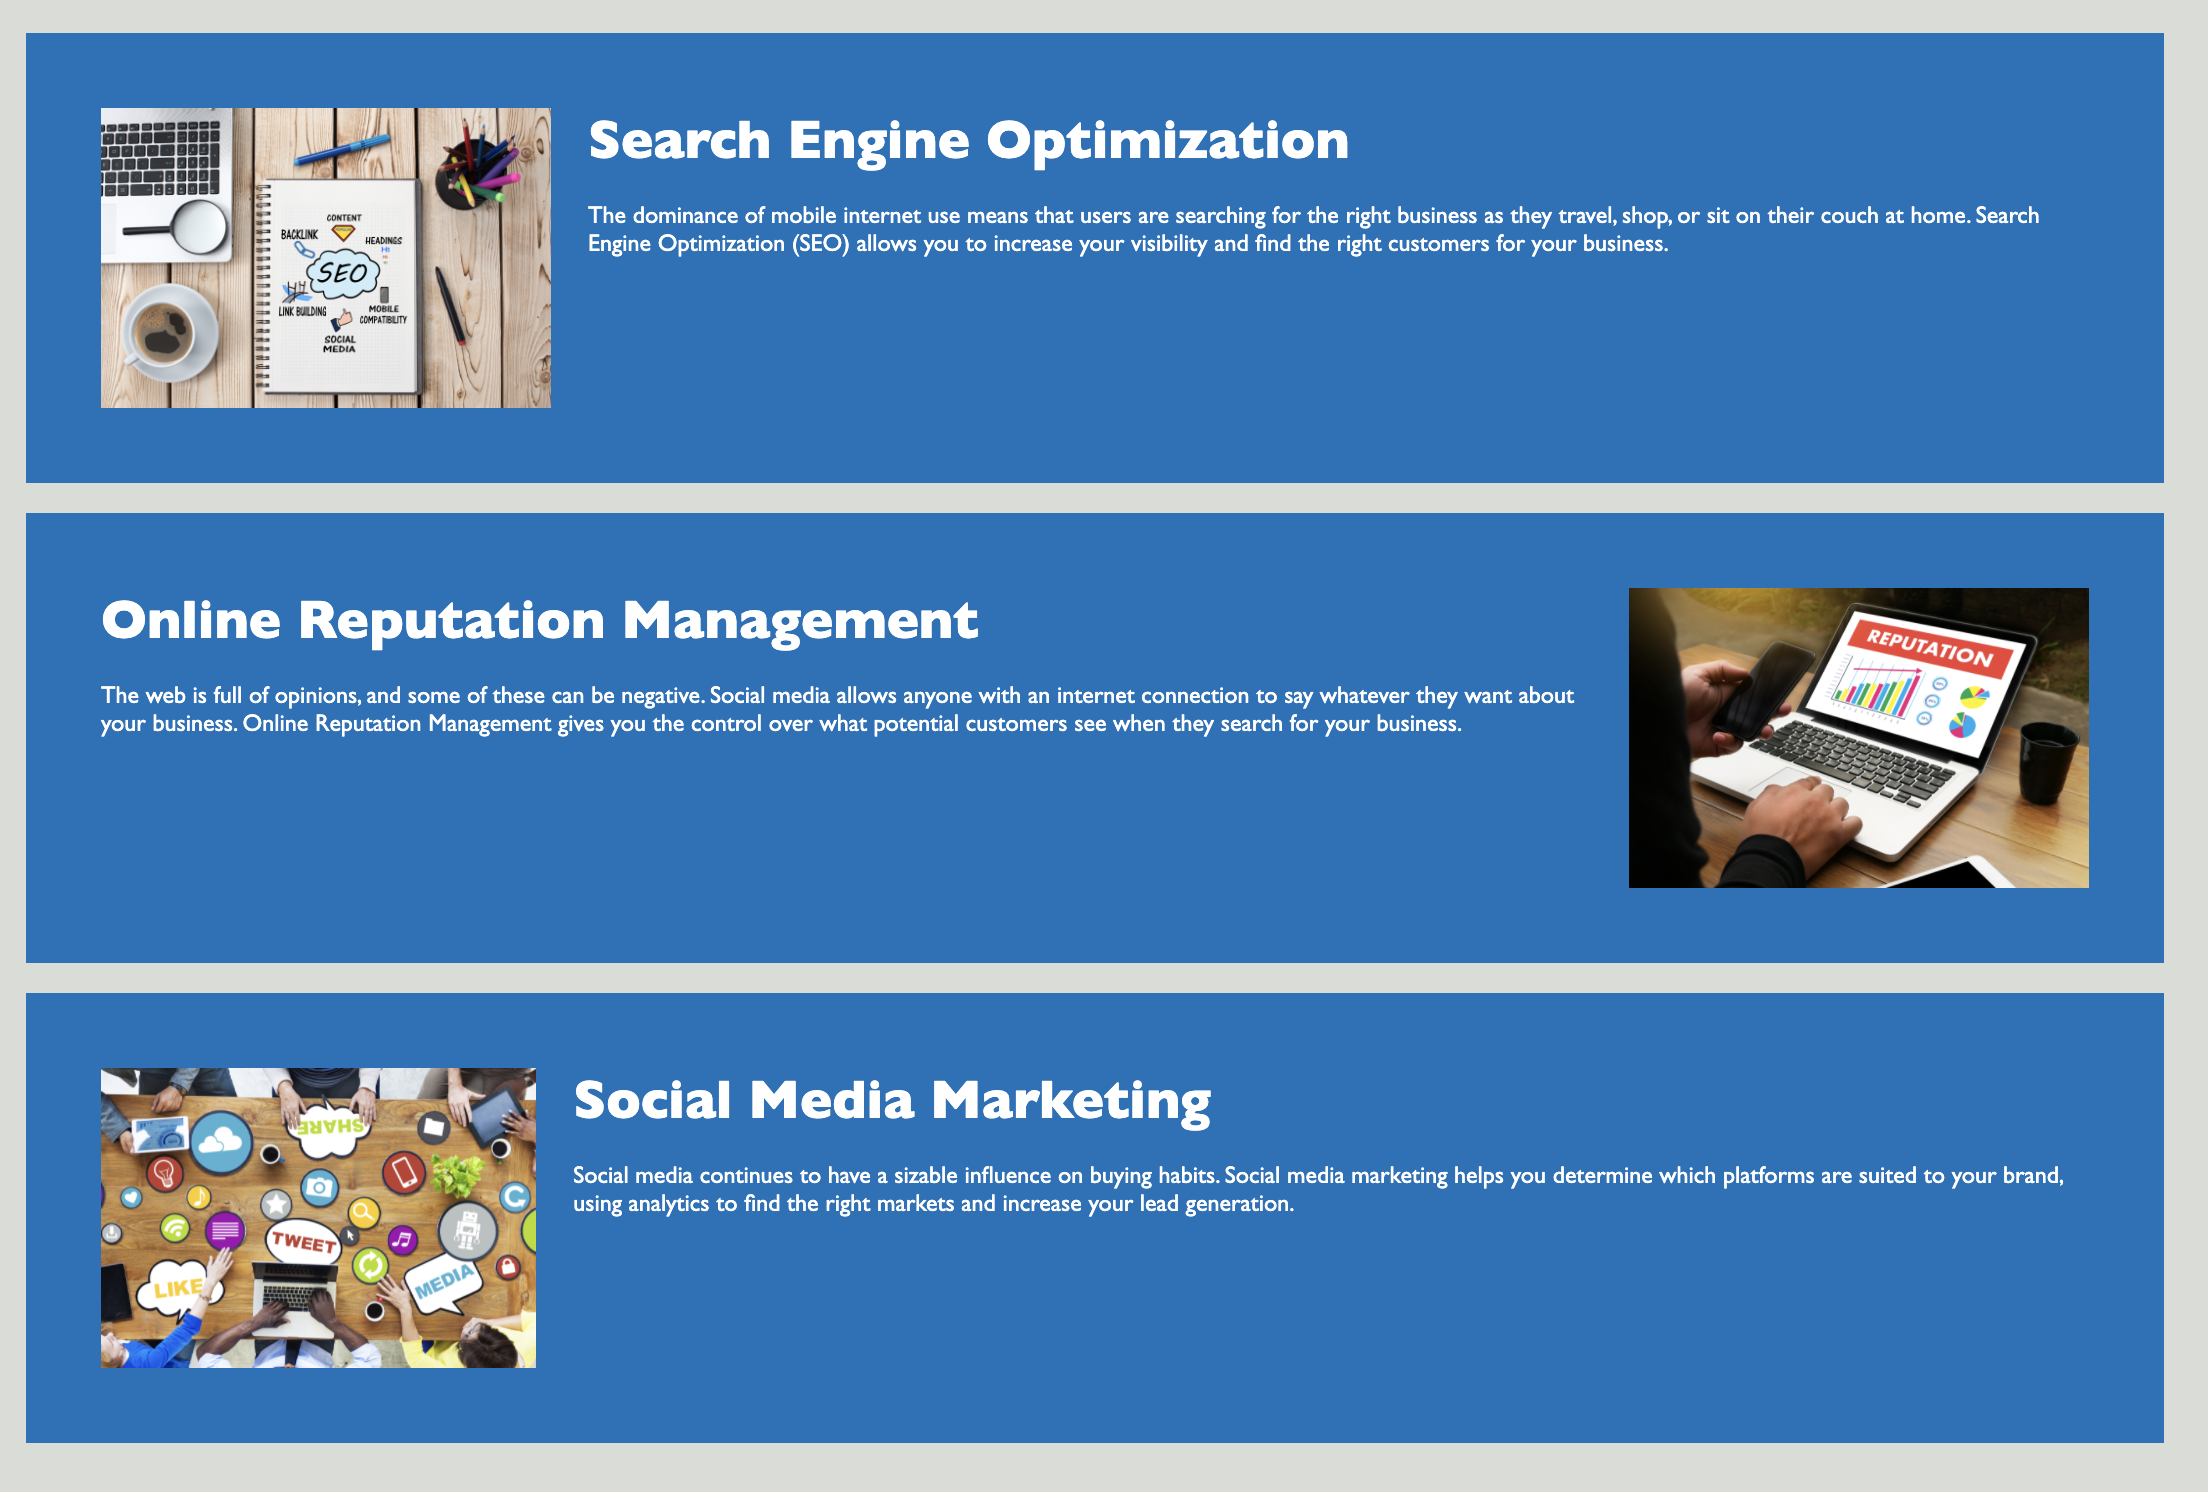 Search Engine Optimization
The dominance of mobile internet use means that users are searching for the right business as they travel, shop, or sit on their couch at home. Search
Engine Optimization (SEO) allows you to increase your visibility and find the right customers for your business.
CONTENT
BACKLINK
HEADINGS
SEO
LINK BUILDING
MOBILE
COMPATIBILITY
SOCIAL
MEDIA
Online Reputation Management
The web is full of opinions, and some of these can be negative. Social media allows anyone with an internet connection to say whatever they want about
your business. Online Reputation Management gives you the control over what potential customers see when they search for your business.
REPUTATION
Social Media Marketing
Social media continues to have a sizable influence on buying habits. Social media marketing helps you determine which platforms are suited to your brand,
using analytics to find the right markets and increase your lead generation.
SHARE
TWEET
LIKE
MEDIA